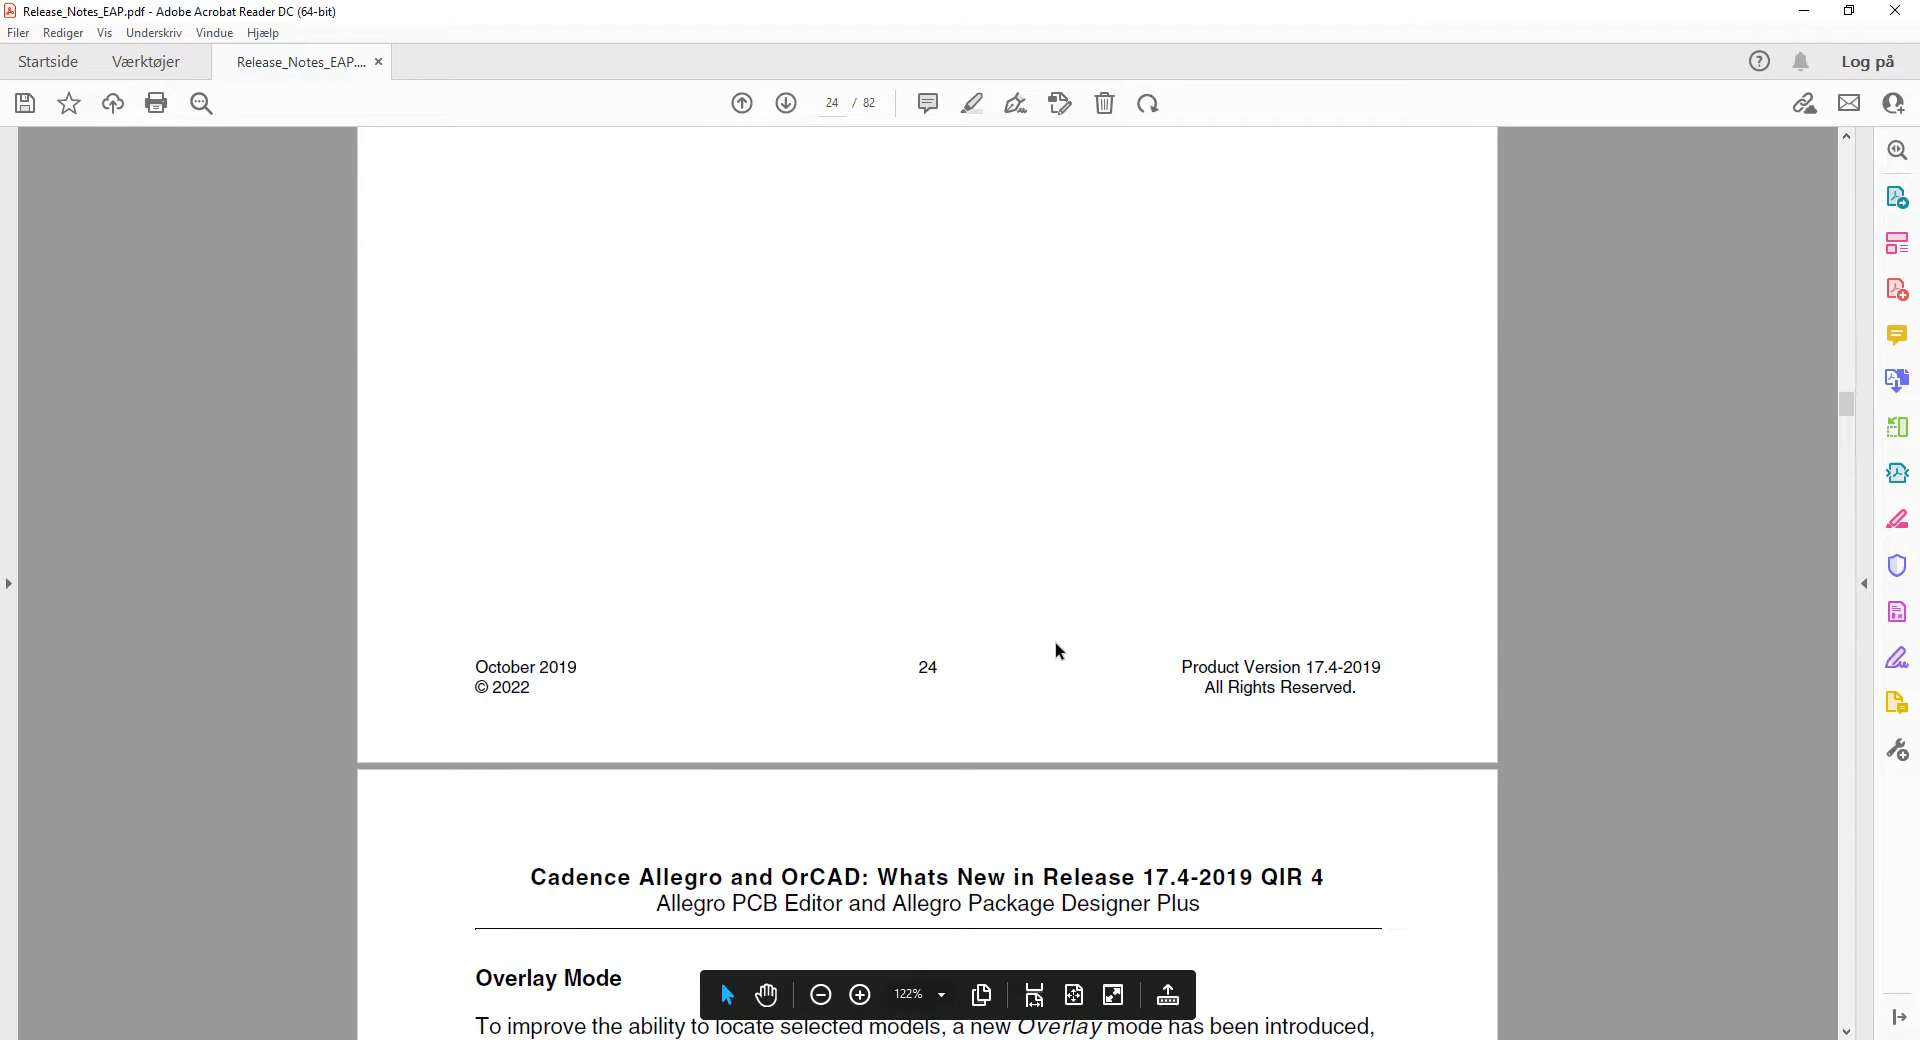 Release_Notes_EAP.pdf - Adobe Acrobat Reader DC (64-bit)
Filer Rediger Vis Underskriv Vindue Hjælp
Startside Værktøjer Release_Notes_EAP.... × Log på
24 / 82
October 2019 24 Product Version 17.4-2019
© 2022 All Rights Reserved.
Cadence Allegro and OrCAD: Whats New in Release 17.4-2019 QIR 4
Allegro PCB Editor and Allegro Package Designer Plus
Overlay Mode
122%
To improve the ability to locate selected models, a new Overlay mode has been introduced,